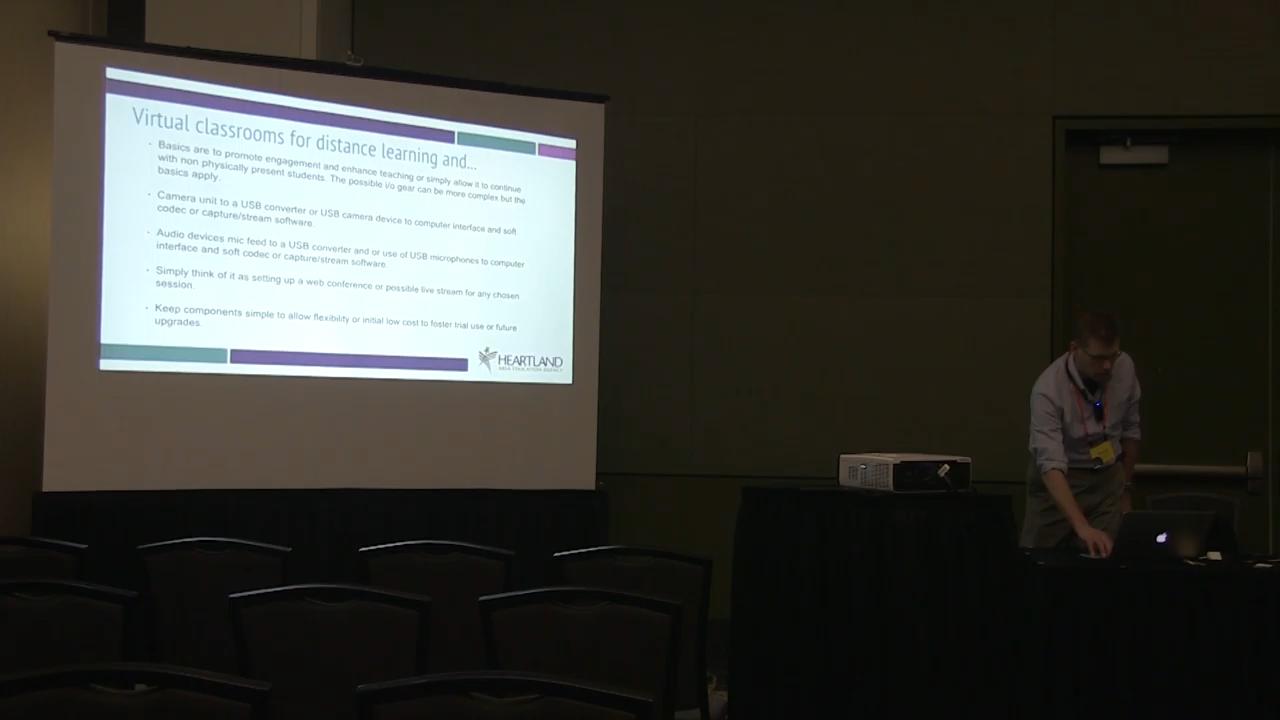 Virtual classrooms for distance learning and...
· Basics are to promote engagement and enhance teaching or simply allow it to continue
with non physically present students. The possible i/o gear can be more complex but the
basics apply.
· Camera unit to a USB converter or USB camera device to computer interface and soft
codec or capture/stream software.
· Audio devices mic feed to a USB converter and or use of USB microphones to computer
interface and soft codec or capture/stream software.
· Simply think of it as setting up a web conference or possible live stream for any chosen
session.
· Keep components simple to allow flexibility or initial low cost to foster trial use or future
upgrades.
HEARTLAND
AREA EDUCATION AGENCY